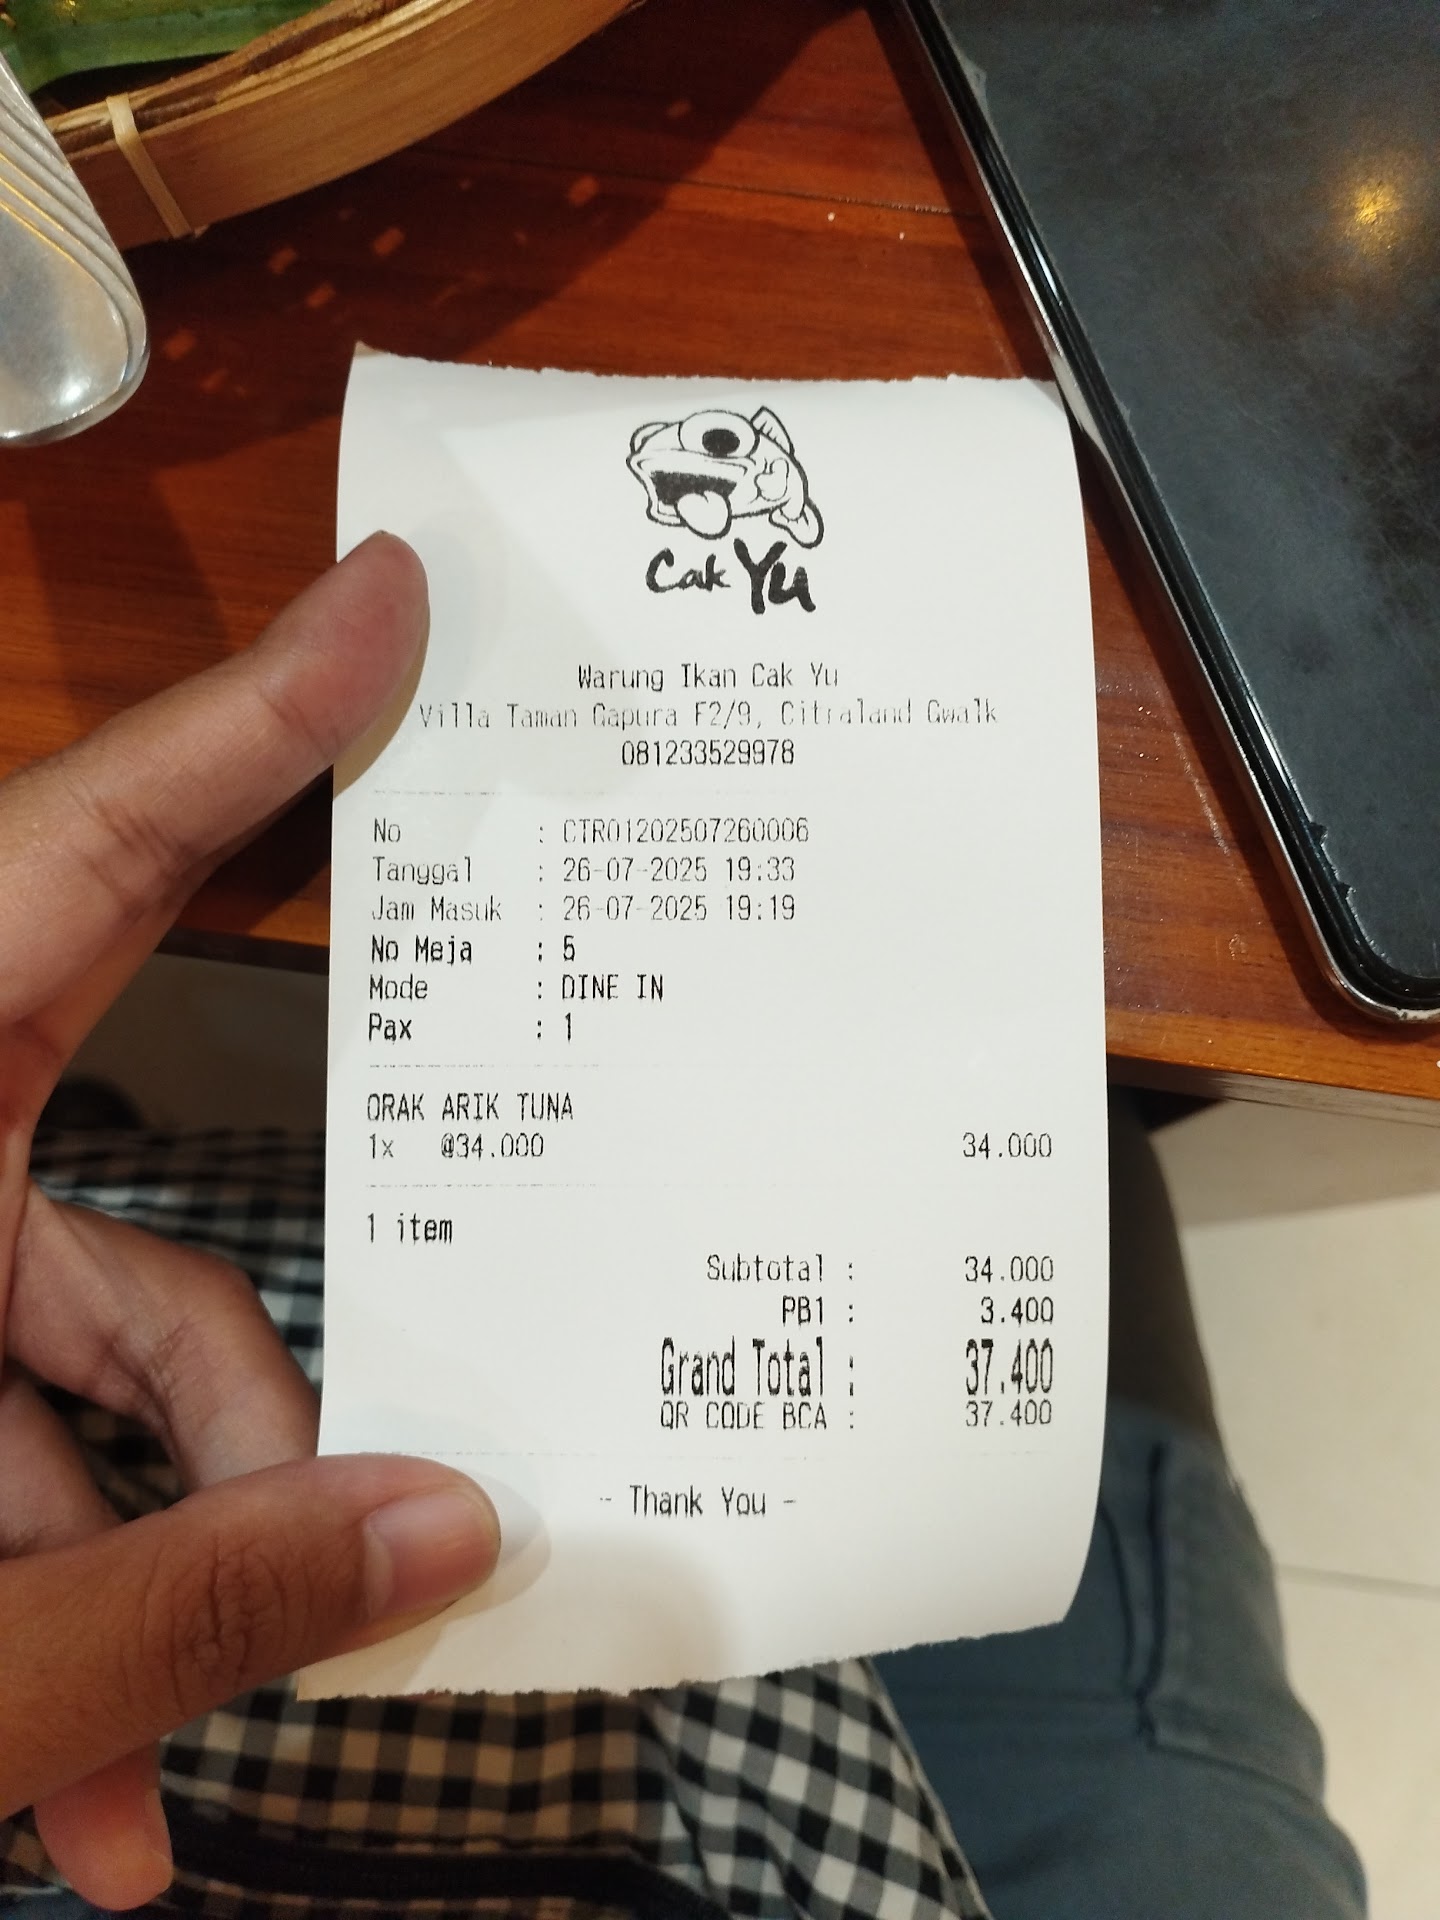 Cak Yu
Warung Ikan Cak Yu
Villa Taman Gapura F2/9, Citraland Gwalk
081233529978
No : CTR01202507260006
Tanggal : 26-07-2025 19:33
Jam Masuk : 26-07-2025 19:19
No Meja : 5
Mode : DINE IN
Pax : 1
ORAK ARIK TUNA
1x @34.000 34.000
1 item
Subtotal : 34.000
PB1 : 3.400
Grand Total : 37.400
QR CODE BCA : 37.400
- Thank You -